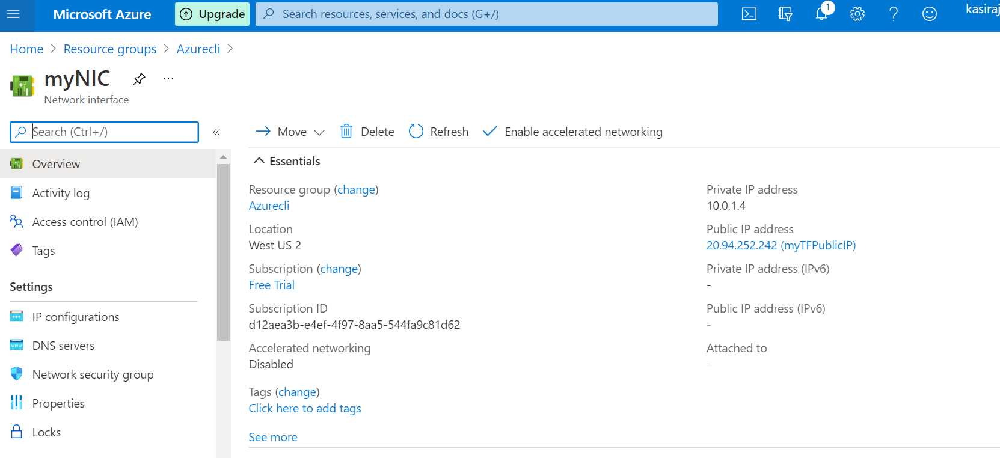 Microsoft Azure
Upgrade
Search resources, services, and docs (G+/)
1
kasiraj
Home > Resource groups > Azurecli >
myNIC
...
Network interface
Search (Ctrl+/)
«
Move
Delete
Refresh
Enable accelerated networking
Overview
Activity log
Access control (IAM)
Tags
Settings
IP configurations
DNS servers
Network security group
Properties
Locks
Essentials
Resource group (change)
Azurecli
Location
West US 2
Subscription (change)
Free Trial
Subscription ID
d12aea3b-e4ef-4f97-8aa5-544fa9c81d62
Accelerated networking
Disabled
Tags (change)
Click here to add tags
See more
Private IP address
10.0.1.4
Public IP address
20.94.252.242 (myTFPublicIP)
Private IP address (IPv6)
-
Public IP address (IPv6)
-
Attached to
-